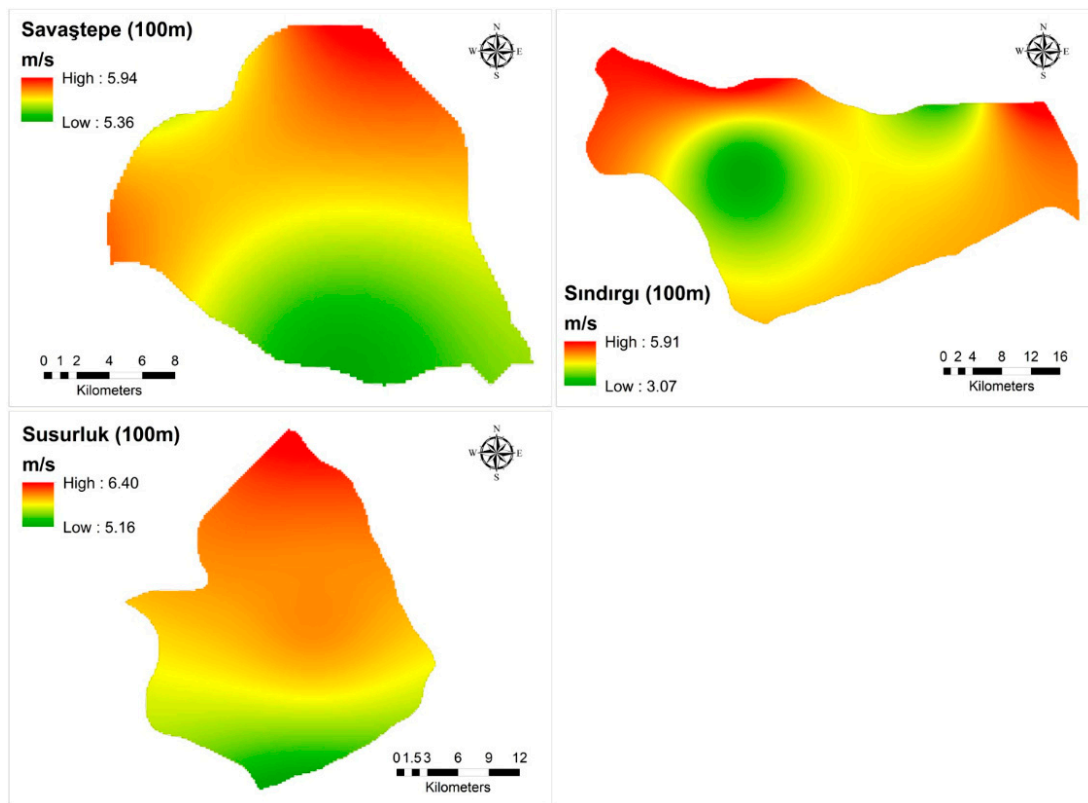 Savaştepe (100m)
m/s
High : 5.94
Low : 5.36
N
W E
S
0 1 2 4 6 8
Kilometers
N
W E
S
Sındırgı (100m)
m/s
High : 5.91
Low : 3.07
0 2 4 8 12 16
Kilometers
Susurluk (100m)
m/s
High : 6.40
Low : 5.16
N
W E
S
0 1.5 3 6 9 12
Kilometers